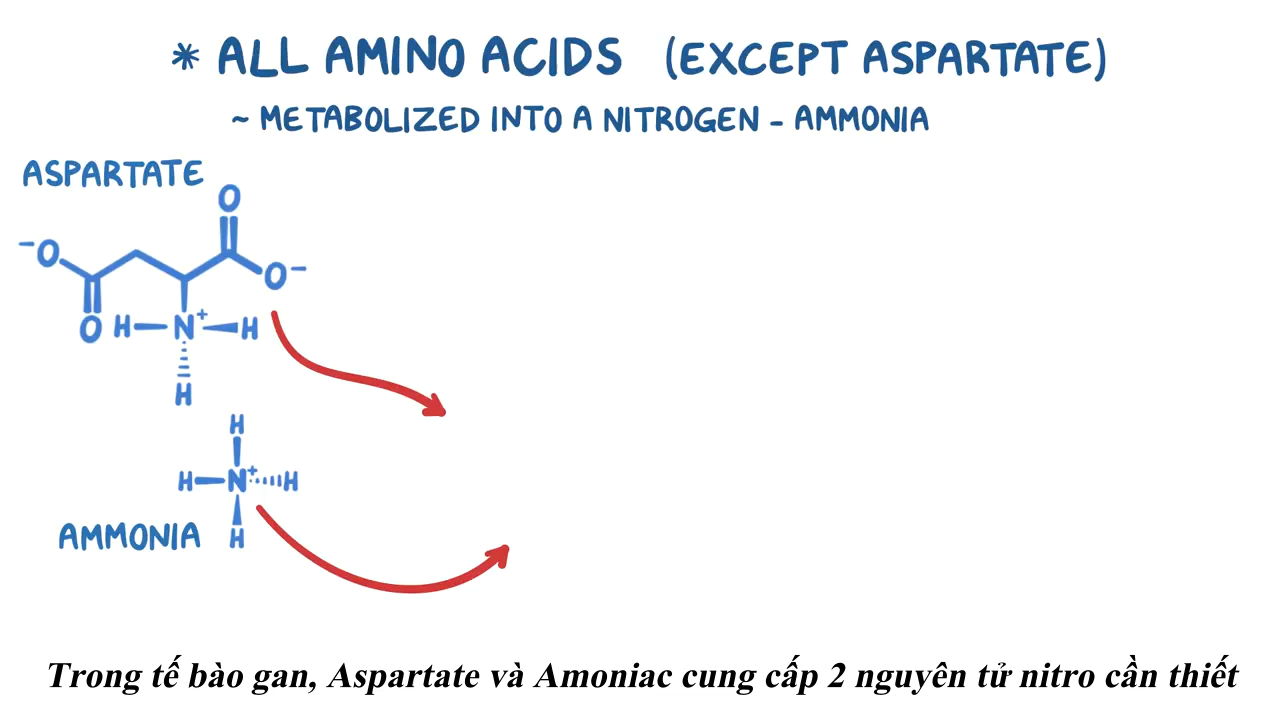 * ALL AMINO ACIDS (EXCEPT ASPARTATE)
~ METABOLIZED INTO A NITROGEN - AMMONIA
ASPARTATE
O
⁻O
O⁻
O H N⁺ H
H
H
H N⁺ H
AMMONIA H
Trong tế bào gan, Aspartate và Amoniac cung cấp 2 nguyên tử nitro cần thiết